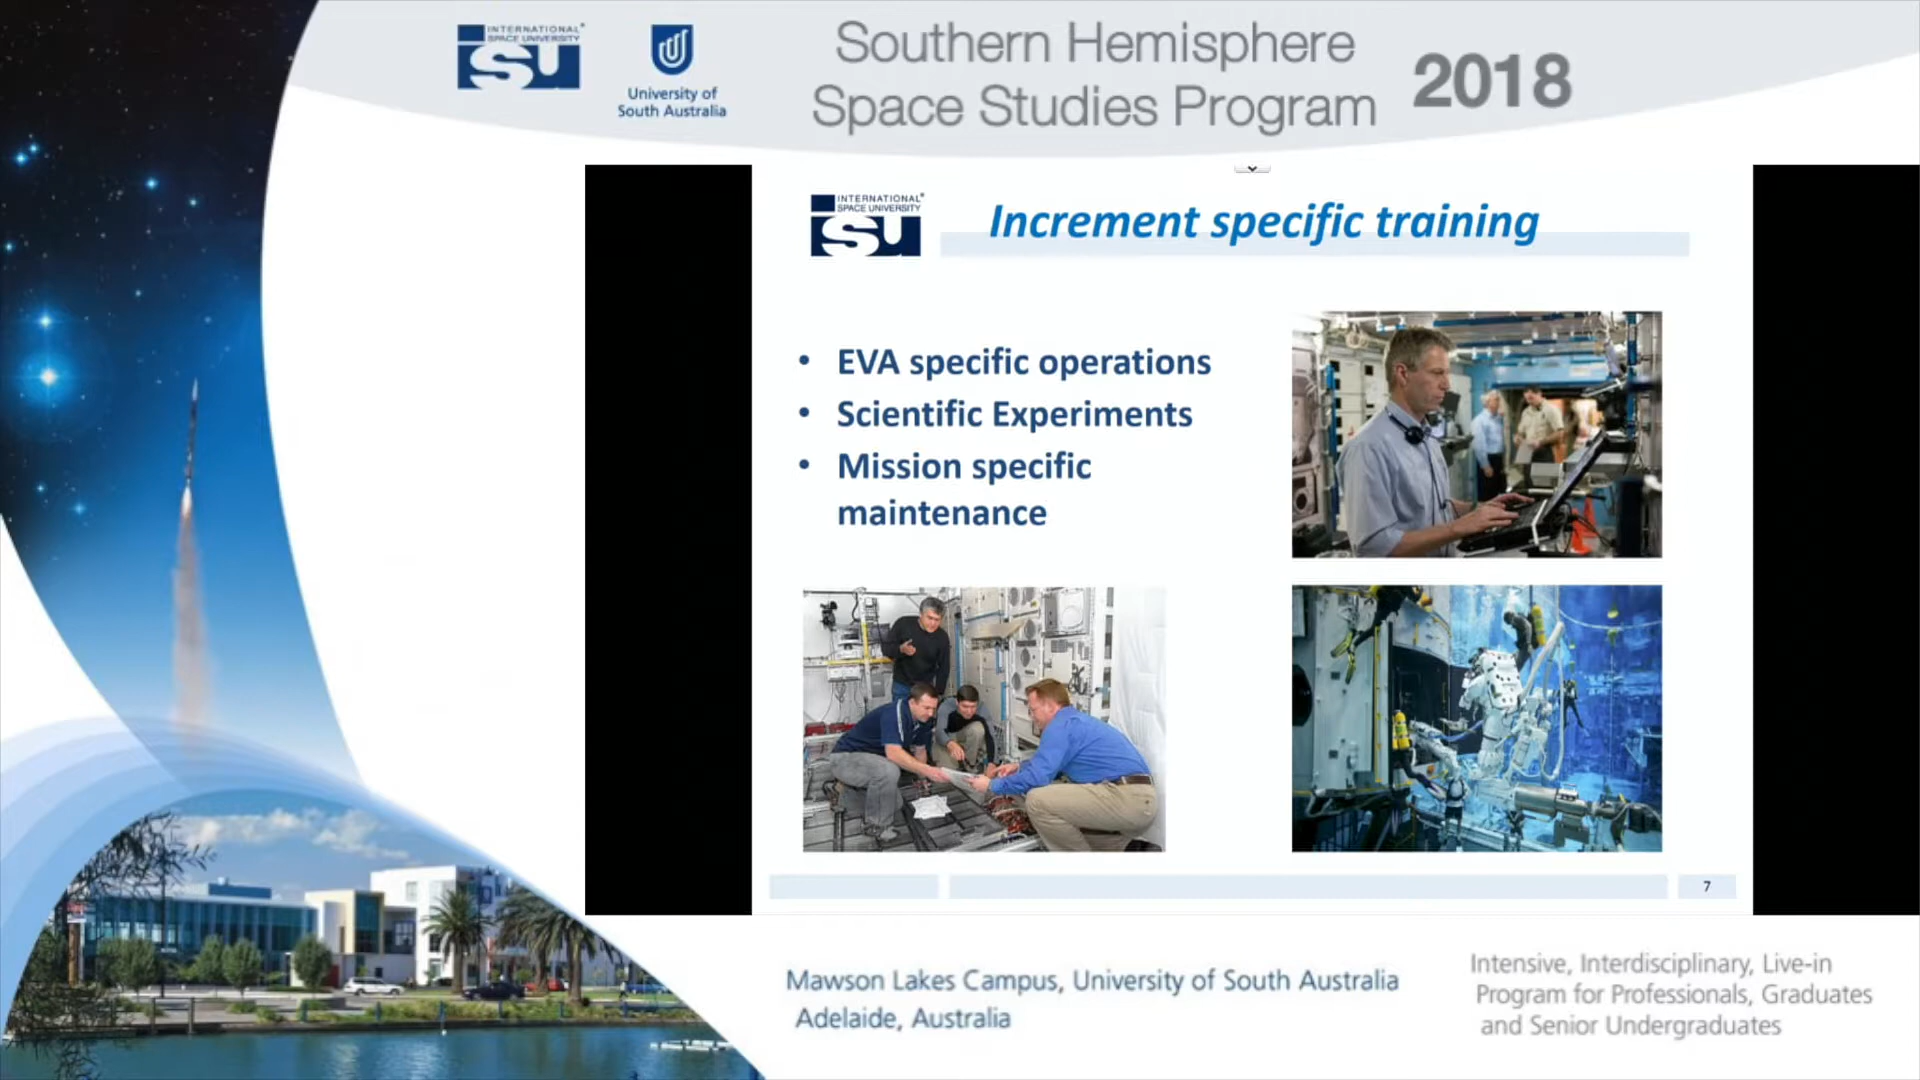 INTERNATIONAL
SPACE UNIVERSITY
ISU
University of
South Australia
Southern Hemisphere
Space Studies Program
2018
INTERNATIONAL
SPACE UNIVERSITY
ISU
Increment specific training
• EVA specific operations
• Scientific Experiments
• Mission specific
maintenance
7
Mawson Lakes Campus, University of South Australia
Adelaide, Australia
Intensive, Interdisciplinary, Live-in
Program for Professionals, Graduates
and Senior Undergraduates